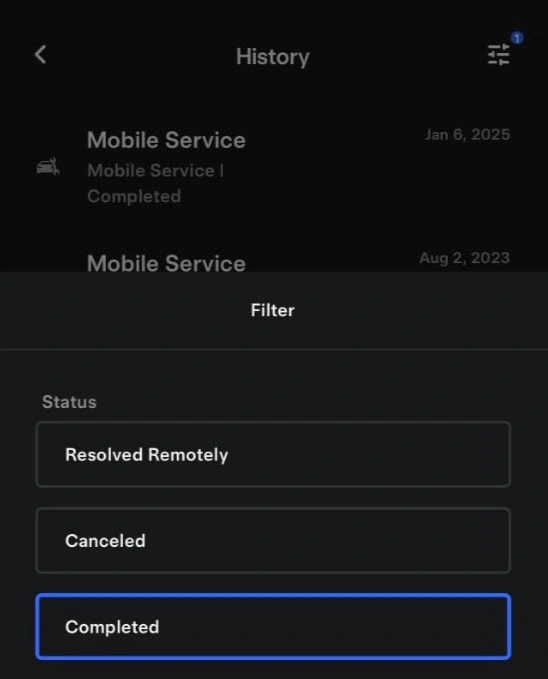 1
History
Mobile Service
Jan 6, 2025
Mobile Service |
Completed
Mobile Service
Aug 2, 2023
Filter
Status
Resolved Remotely
Canceled
Completed